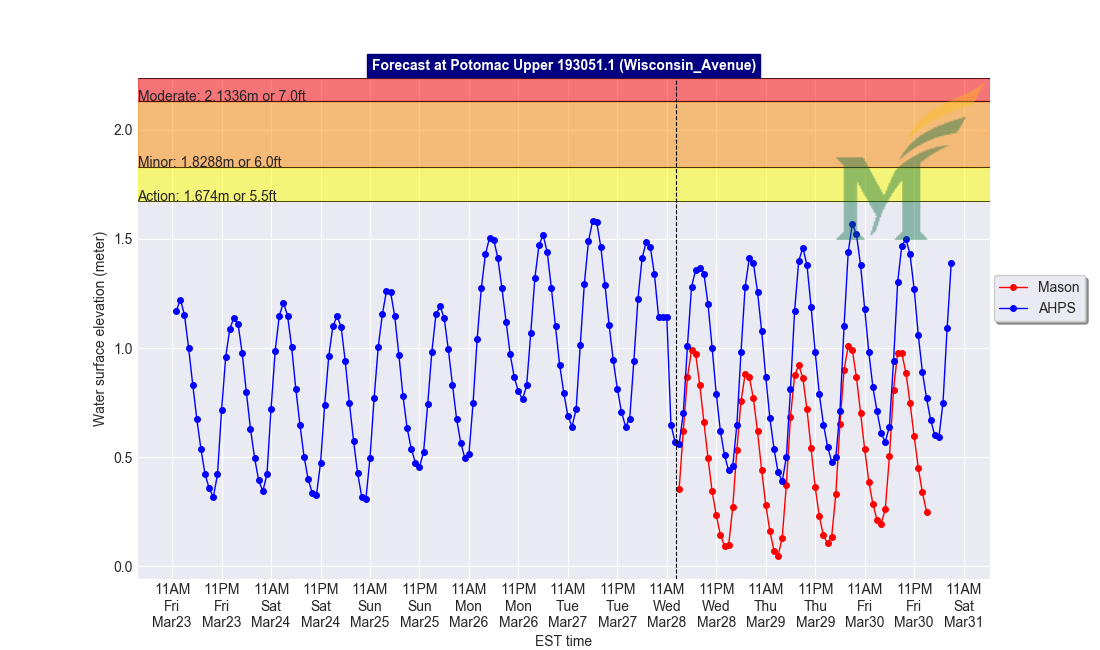 Forecast at Potomac Upper 193051.1 (Wisconsin_Avenue)
Moderate: 2.1336m or 7.0ft
2.0
Minor: 1.8288m or 6.0ft
Action: 1.674m or 5.5ft
M
1.5
Water surface elevation (meter)
Mason
AHPS
1.0
0.5
0.0
11AM 11PM 11AM 11PM 11AM 11PM 11AM 11PM 11AM 11PM 11AM 11PM 11AM 11PM 11AM 11PM 11AM
Fri Fri Sat Sat Sun Sun Mon Mon Tue Tue Wed Wed Thu Thu Fri Fri Sat
Mar23 Mar23 Mar24 Mar24 Mar25 Mar25 Mar26 Mar26 Mar27 Mar27 Mar28 Mar28 Mar29 Mar29 Mar30 Mar30 Mar31
EST time